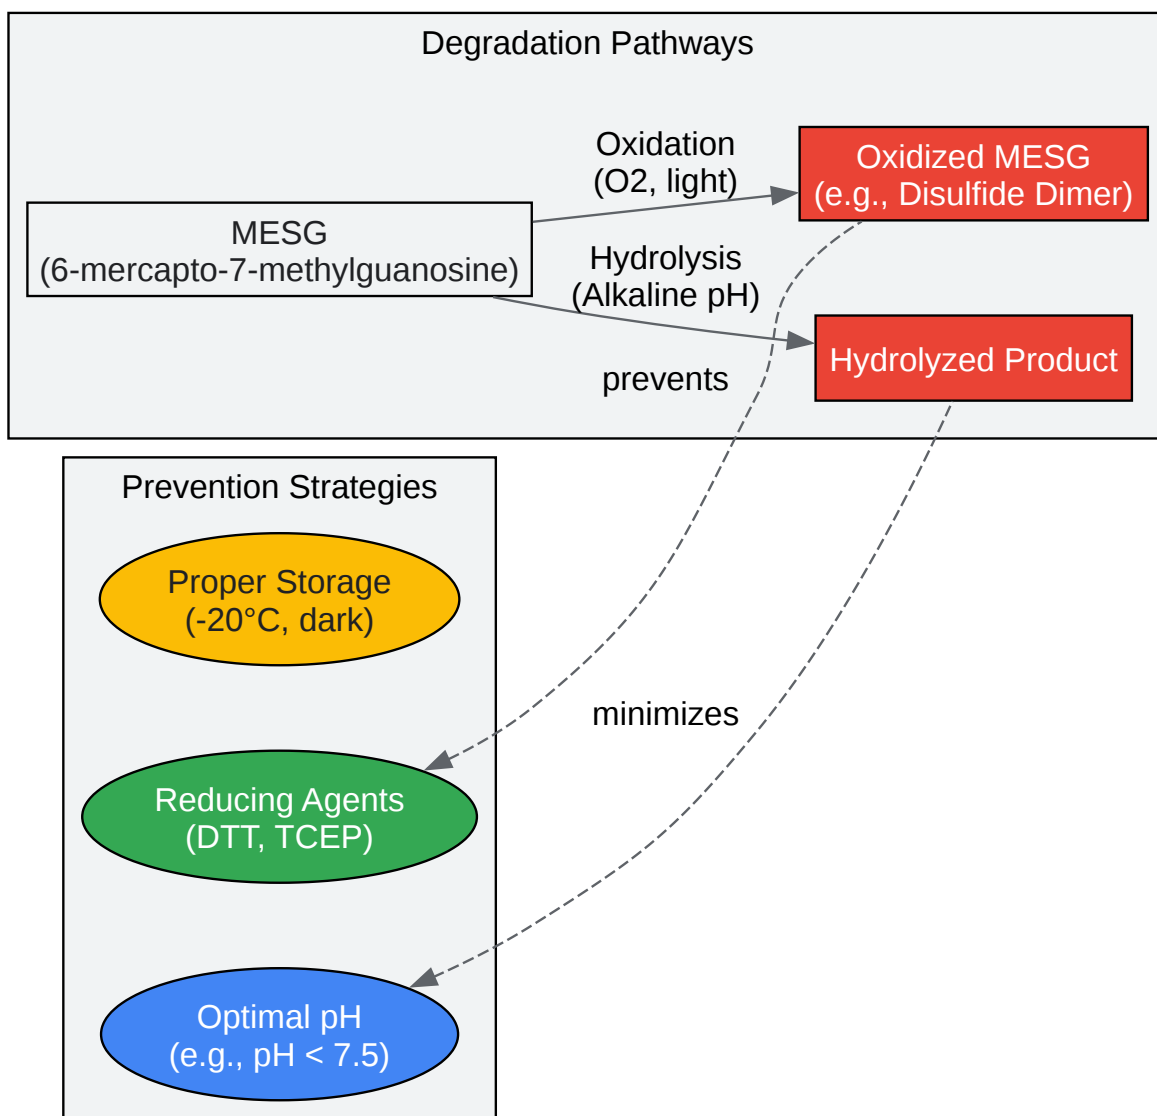 Degradation Pathways
Oxidation
(O2, light)
Oxidized MESG
(e.g., Disulfide Dimer)
MESG
(6-mercapto-7-methylguanosine)
Hydrolysis
(Alkaline pH)
Hydrolyzed Product
prevents
Prevention Strategies
Proper Storage
(-20°C, dark)
minimizes
Reducing Agents
(DTT, TCEP)
Optimal pH
(e.g., pH < 7.5)